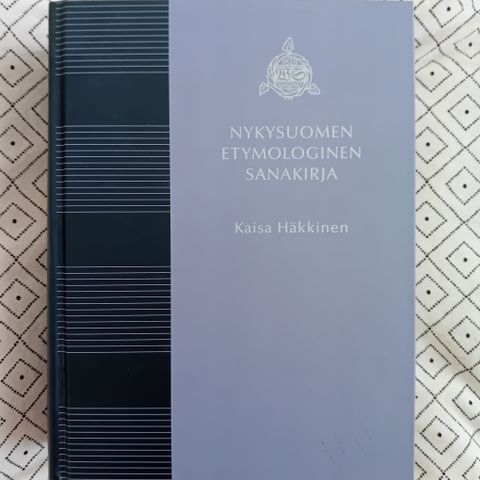 NYKYSUOMEN
ETYMOLOGINEN
SANAKIRJA
Kaisa Häkkinen